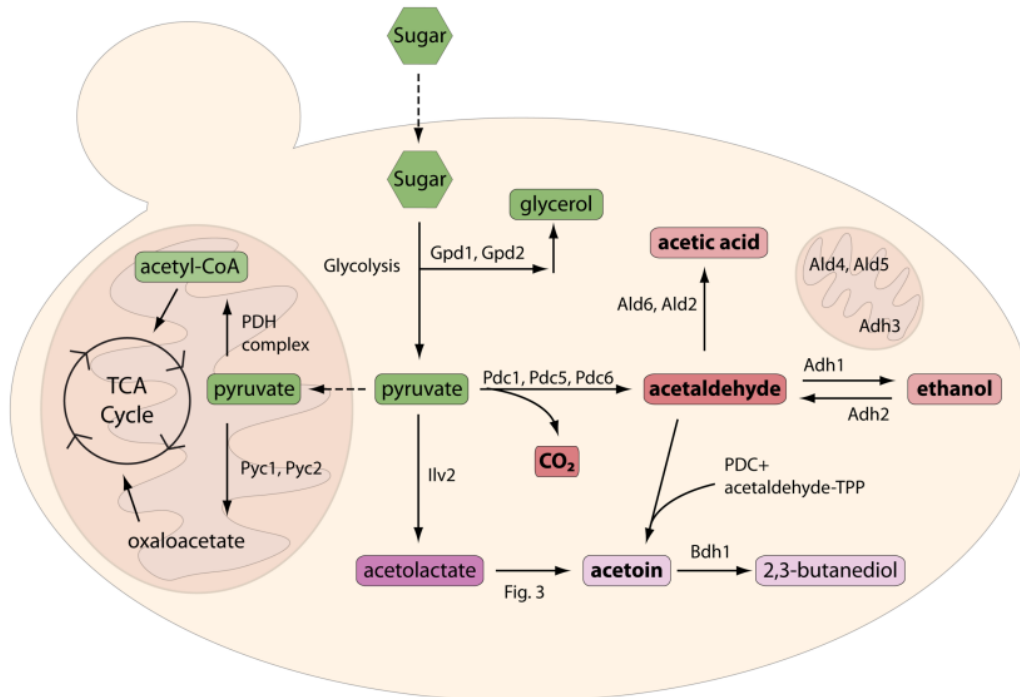 Sugar
Sugar
glycerol
Gpd1, Gpd2
Glycolysis
acetic acid
Ald4, Ald5
Adh3
Ald6, Ald2
acetyl-CoA
PDH
complex
TCA
Cycle
pyruvate
pyruvate
Pdc1, Pdc5, Pdc6
acetaldehyde
Adh1
Adh2
ethanol
CO₂
Pyc1, Pyc2
Ilv2
PDC+
acetaldehyde-TPP
oxaloacetate
acetolactate
Fig. 3
acetoin
Bdh1
2,3-butanediol